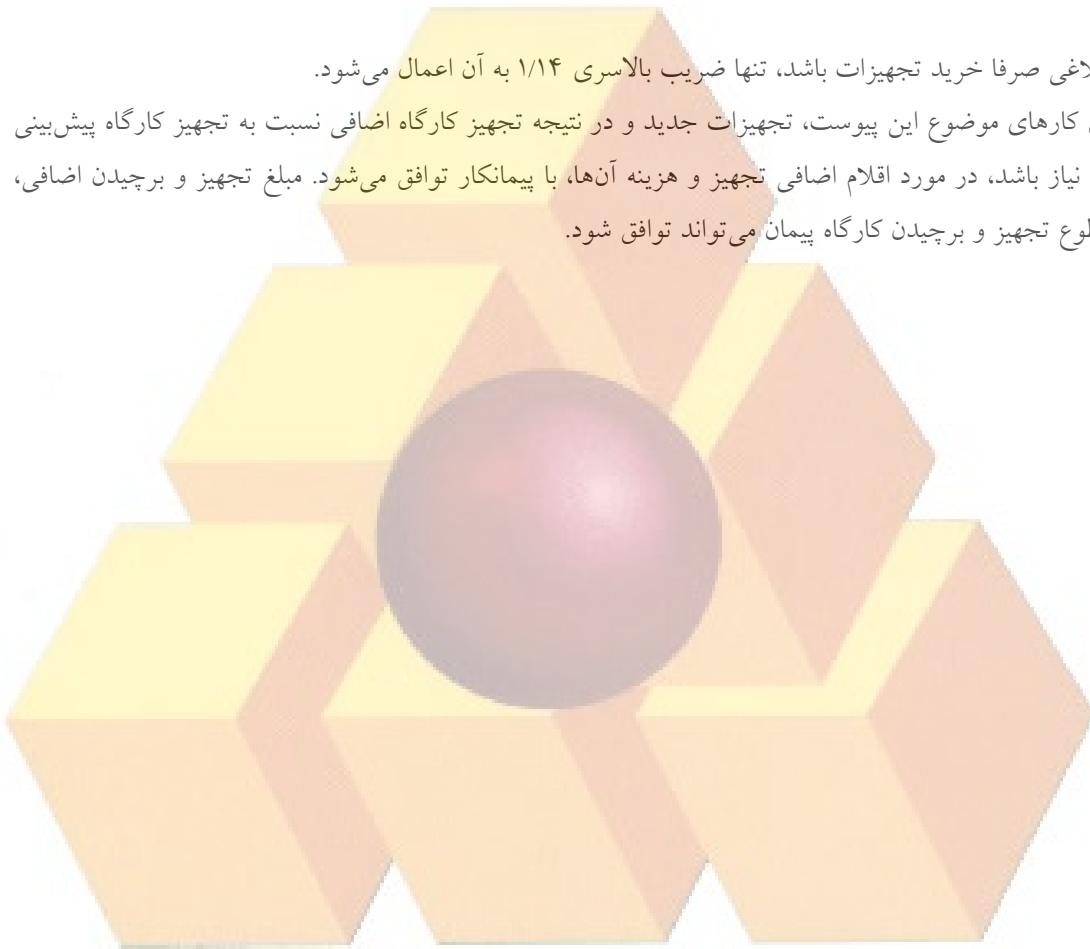 صرفا خرید تجهیزات باشد، تنها ضریب بالاسری ۱/۱۴ به آن اعمال می‌شود.
کارهای موضوع این پیوست، تجهیزات جدید و در نتیجه تجهیز کارگاه اضافی نسبت به تجهیز کارگاه پیش‌بینی
نیاز باشد، در مورد اقلام اضافی تجهیز و هزینه آن‌ها، با پیمانکار توافق می‌شود. مبلغ تجهیز و برچیدن اضافی،
تجهیز و برچیدن کارگاه پیمان می‌تواند توافق شود.